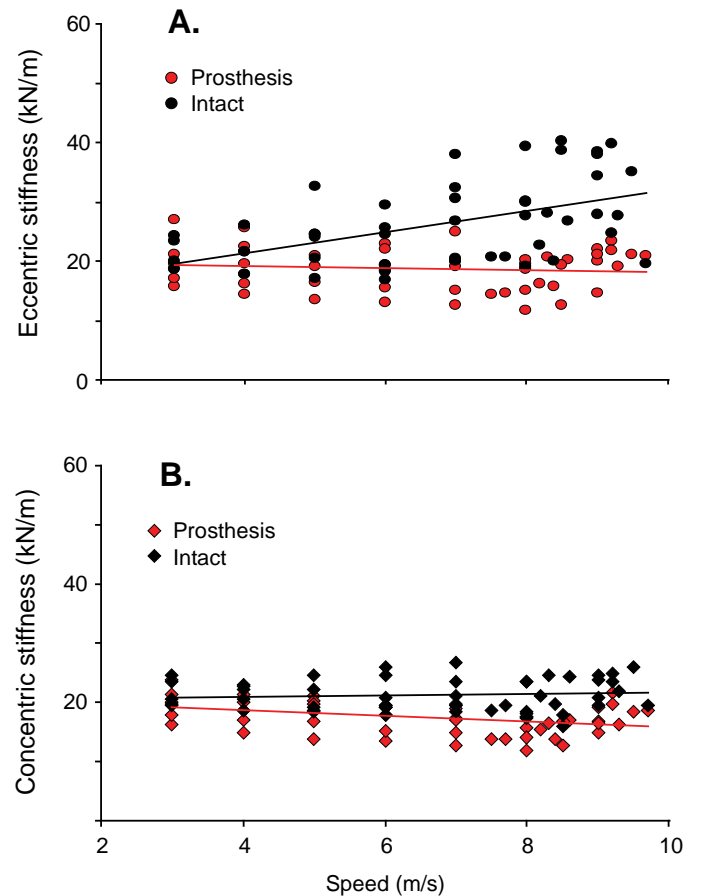 A.
Prosthesis
Intact
Eccentric stiffness (kN/m)
60
40
20
0
B.
Prosthesis
Intact
Concentric stiffness (kN/m)
60
40
20
2
4
6
8
10
Speed (m/s)